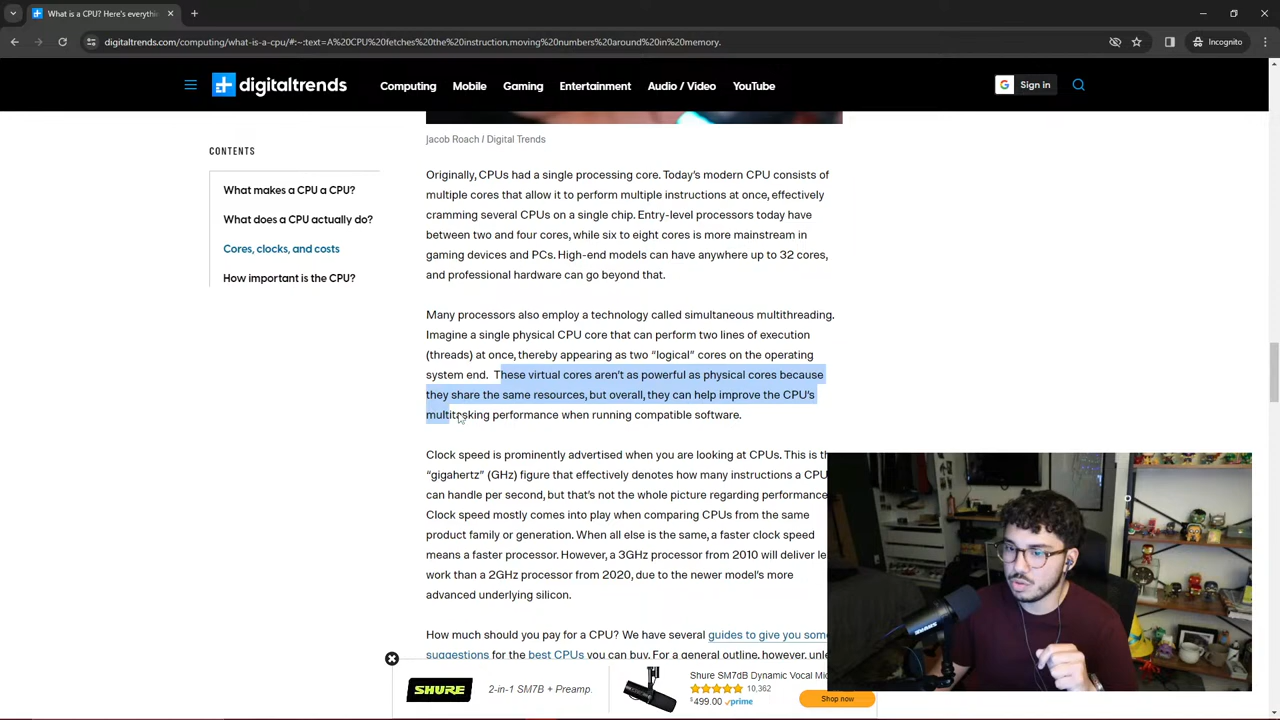 What is a CPU? Here's everythin
digitaltrends.com/computing/what-is-a-cpu/#:~:text=A%20CPU%20fetches%20the%20instruction,moving%20numbers%20around%20in%20memory.
Incognito
digitaltrends
Computing
Mobile
Gaming
Entertainment
Audio / Video
YouTube
Sign in
Jacob Roach / Digital Trends
CONTENTS
What makes a CPU a CPU?
What does a CPU actually do?
Cores, clocks, and costs
How important is the CPU?
Originally, CPUs had a single processing core. Today's modern CPU consists of
multiple cores that allow it to perform multiple instructions at once, effectively
cramming several CPUs on a single chip. Entry-level processors today have
between two and four cores, while six to eight cores is more mainstream in
gaming devices and PCs. High-end models can have anywhere up to 32 cores,
and professional hardware can go beyond that.
Many processors also employ a technology called simultaneous multithreading.
Imagine a single physical CPU core that can perform two lines of execution
(threads) at once, thereby appearing as two “logical” cores on the operating
system end. These virtual cores aren't as powerful as physical cores because
they share the same resources, but overall, they can help improve the CPU's
multitasking performance when running compatible software.
Clock speed is prominently advertised when you are looking at CPUs. This is th
“gigahertz” (GHz) figure that effectively denotes how many instructions a CPU
can handle per second, but that's not the whole picture regarding performance
Clock speed mostly comes into play when comparing CPUs from the same
product family or generation. When all else is the same, a faster clock speed
means a faster processor. However, a 3GHz processor from 2010 will deliver le
work than a 2GHz processor from 2020, due to the newer model's more
advanced underlying silicon.
How much should you pay for a CPU? We have several guides to give you some
suggestions for the best CPUs you can buy. For a general outline, however, unle
SHURE
2-in-1 SM7B + Preamp.
Shure SM7dB Dynamic Vocal Mic
10,362
$499.00 prime
Shop now